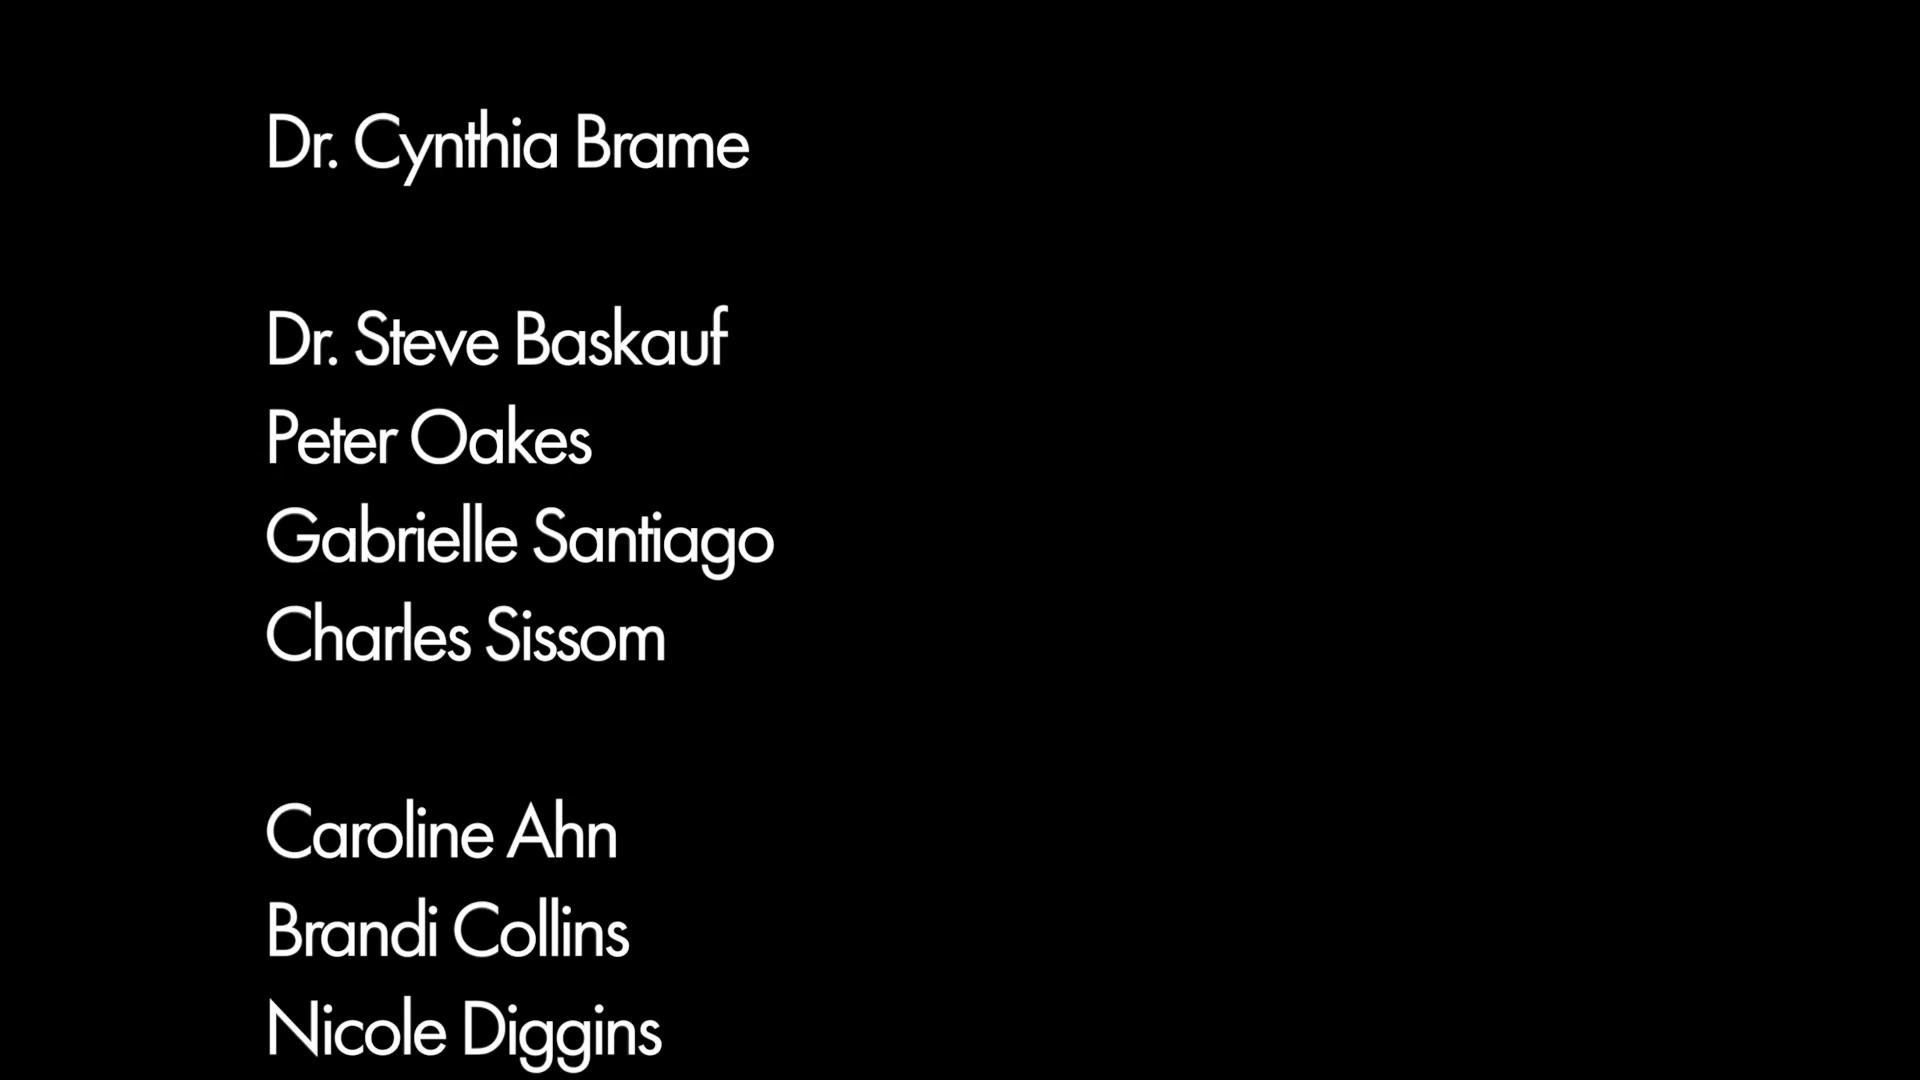 Dr. Cynthia Brame
Dr. Steve Baskauf
Peter Oakes
Gabrielle Santiago
Charles Sissom
Caroline Ahn
Brandi Collins
Nicole Diggins